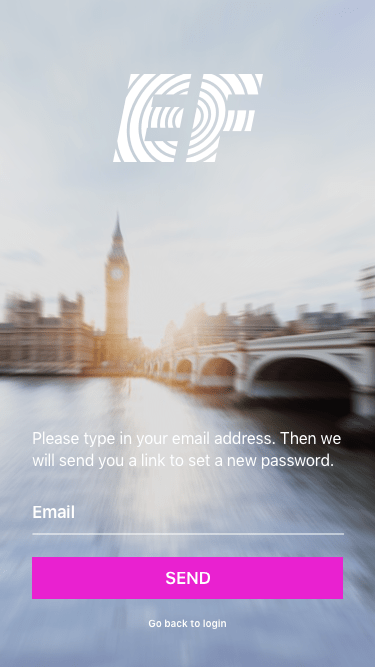 EF
Please type in your email address. Then we
will send you a link to set a new password.
Email
SEND
Go back to login